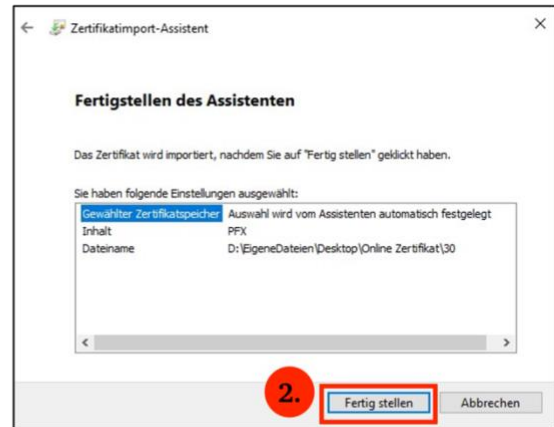 Zertifikatimport-Assistent
Fertigstellen des Assistenten
Das Zertifikat wird importiert, nachdem Sie auf "Fertig stellen" geklickt haben.
Sie haben folgende Einstellungen ausgewählt:
Gewählter Zertifikatspeicher Auswahl wird vom Assistenten automatisch festgelegt
Inhalt PFX
Dateiname D:\EigeneDateien\Desktop\Online Zertifikat\30
2. Fertig stellen Abbrechen